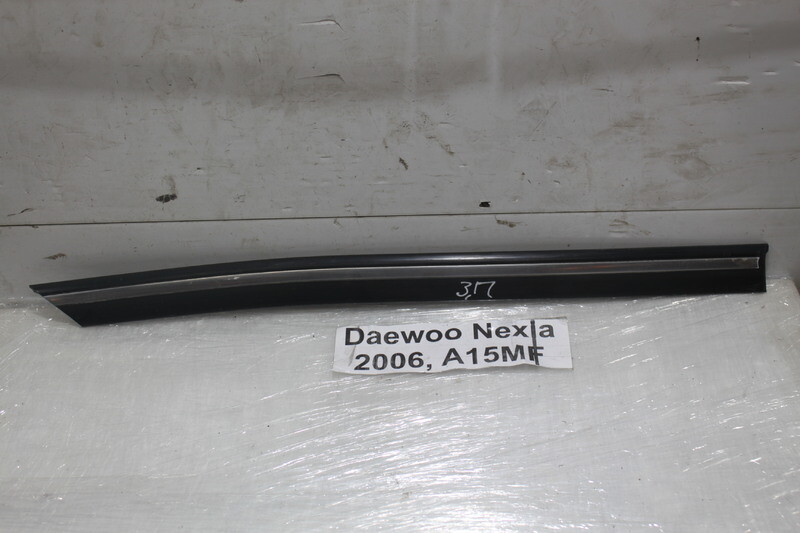 З,П
Daewoo Nexia
2006, A15MF